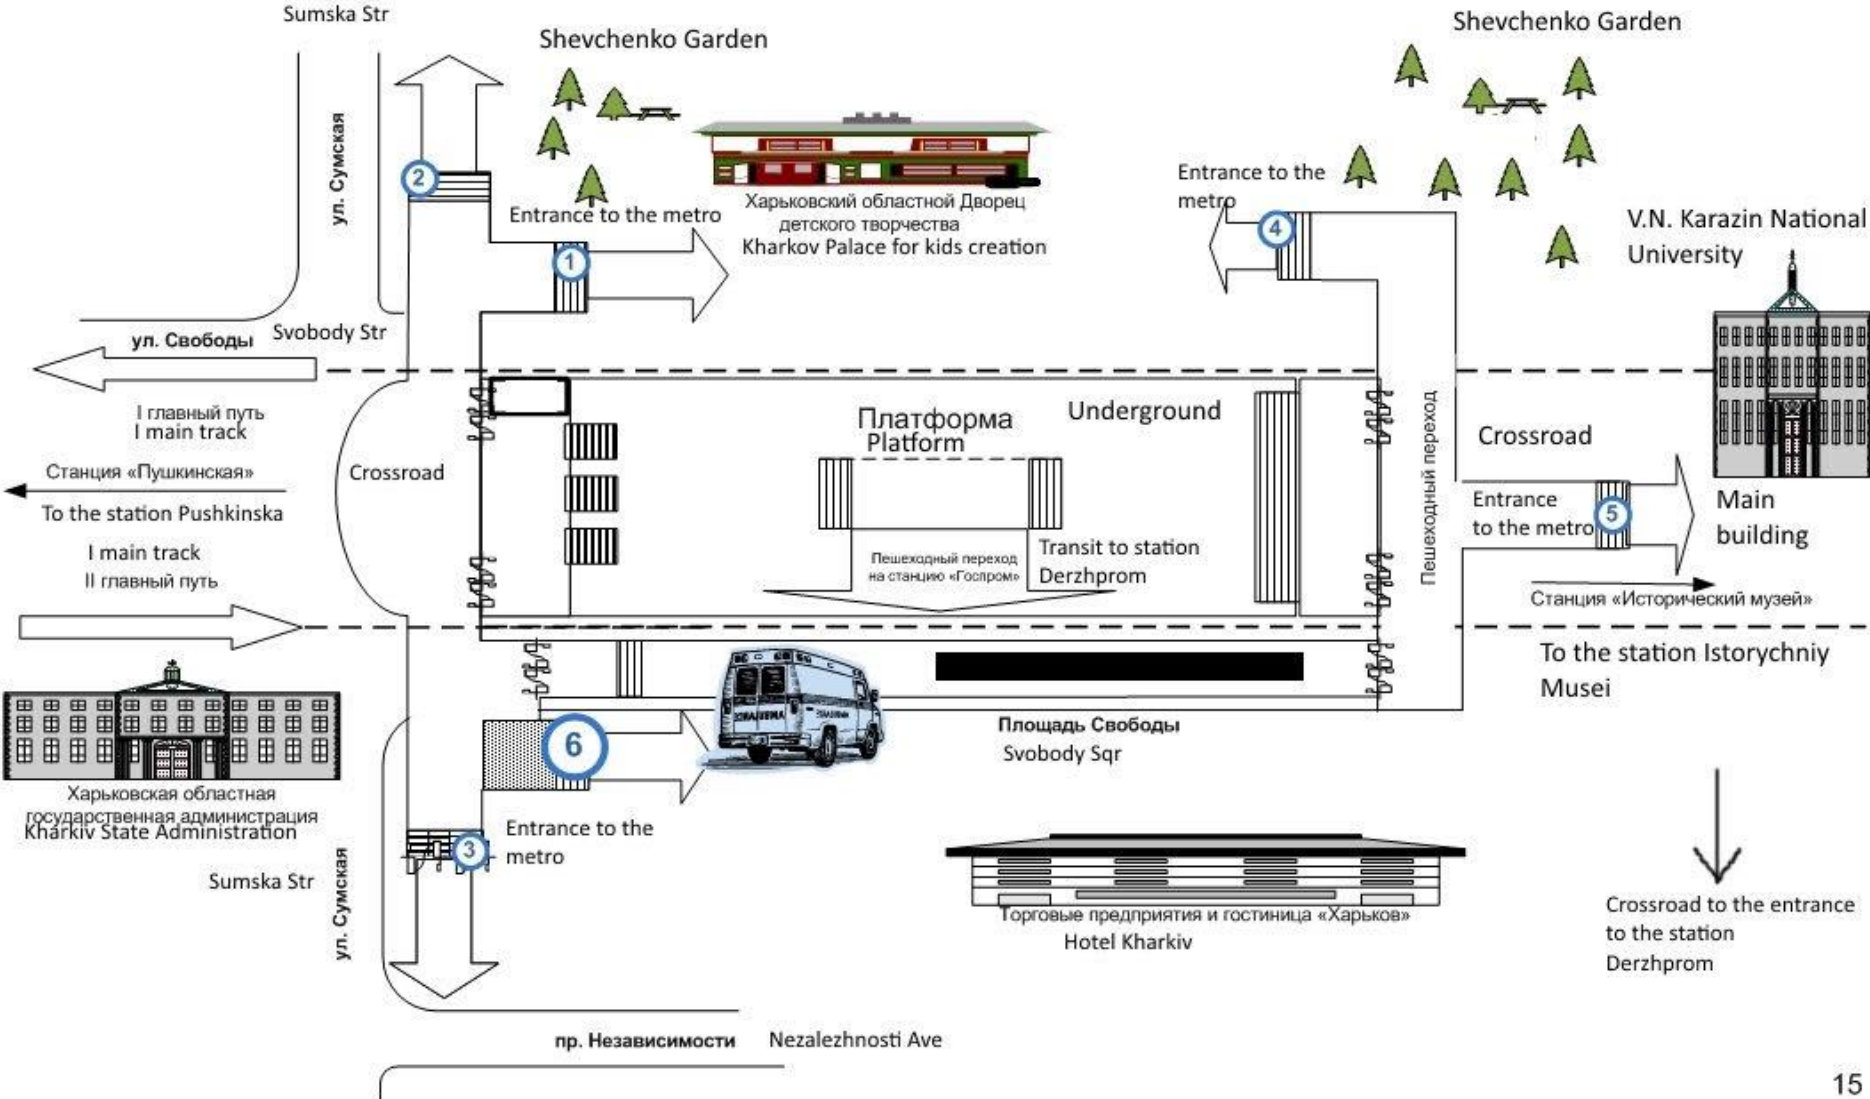 Sumska Str
Shevchenko Garden
Shevchenko Garden
ул. Сумская
2
Entrance to the metro
1
Харьковский областной Дворец
детского творчества
Kharkov Palace for kids creation
Entrance to the
metro
4
V.N. Karazin National
University
ул. Свободы
Svobody Str
I главный путь
I main track
Станция «Пушкинская»
To the station Pushkinska
I main track
II главный путь
Crossroad
Платформа
Platform
Underground
Пешеходный переход
на станцию «Госпром»
Transit to station
Derzhprom
Пешеходный переход
Crossroad
Entrance
to the metro
5
Main
building
Станция «Исторический музей»
To the station Istorychniy
Musei
Харьковская областная
государственная администрация
Kharkiv State Administration
6
Площадь Свободы
Svobody Sqr
Entrance to the
metro
3
Sumska Str
ул. Сумская
Торговые предприятия и гостиница «Харьков»
Hotel Kharkiv
Crossroad to the entrance
to the station
Derzhprom
пр. Независимости
Nezalezhnosti Ave
15